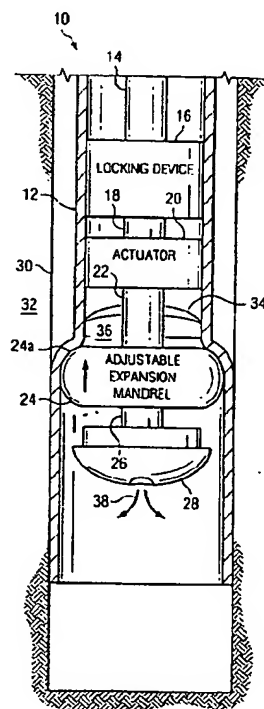 10
14
16
LOCKING DEVICE
12
18
20
ACTUATOR
30
22
32
34
36
24a
ADJUSTABLE
EXPANSION
MANDREL
24
26
28
38